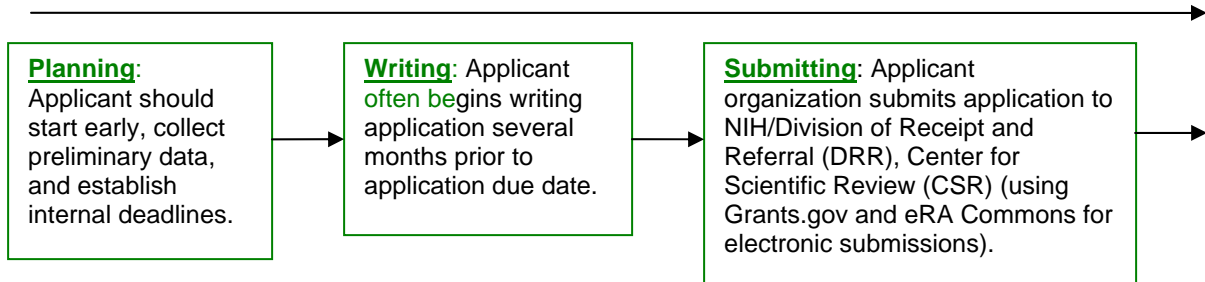 Planning:
Applicant should
start early, collect
preliminary data,
and establish
internal deadlines.
Writing: Applicant
often begins writing
application several
months prior to
application due date.
Submitting: Applicant
organization submits application to
NIH/Division of Receipt and
Referral (DRR), Center for
Scientific Review (CSR) (using
Grants.gov and eRA Commons for
electronic submissions).